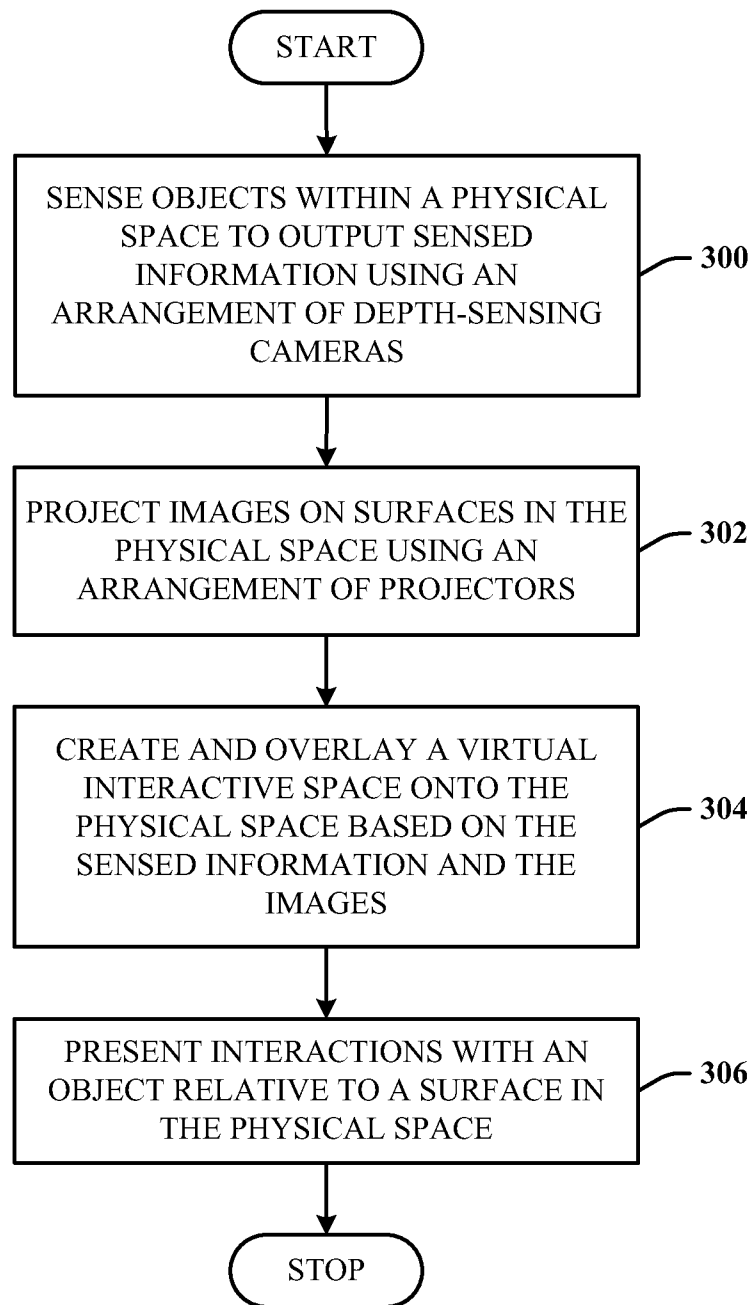 START
SENSE OBJECTS WITHIN A PHYSICAL
SPACE TO OUTPUT SENSED
INFORMATION USING AN
ARRANGEMENT OF DEPTH-SENSING
CAMERAS
300
PROJECT IMAGES ON SURFACES IN THE
PHYSICAL SPACE USING AN
ARRANGEMENT OF PROJECTORS
302
CREATE AND OVERLAY A VIRTUAL
INTERACTIVE SPACE ONTO THE
PHYSICAL SPACE BASED ON THE
SENSED INFORMATION AND THE
IMAGES
304
PRESENT INTERACTIONS WITH AN
OBJECT RELATIVE TO A SURFACE IN
THE PHYSICAL SPACE
306
STOP